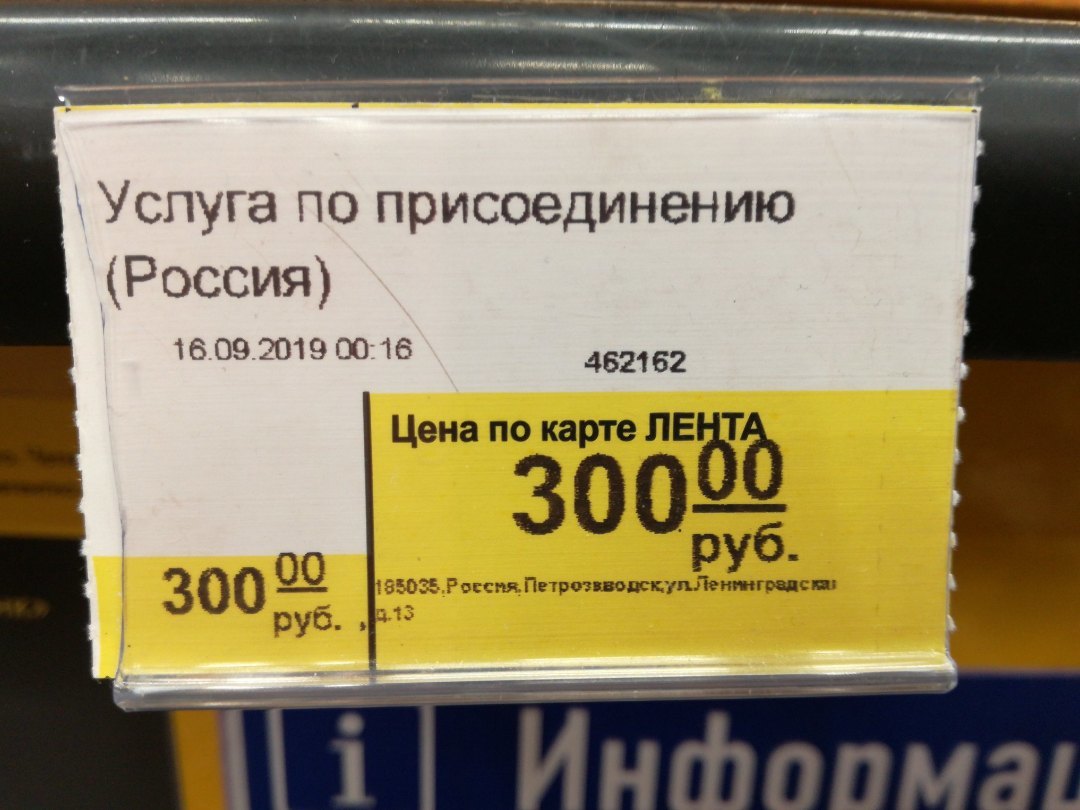 Услуга по присоединению
(Россия)
16.09.2019 00:16
462162
Цена по карте ЛЕНТА
300 00
руб.
300 00
руб.
185035,Россия,Петрозаводск,ул.Ленинградская
, д.13
i Информац